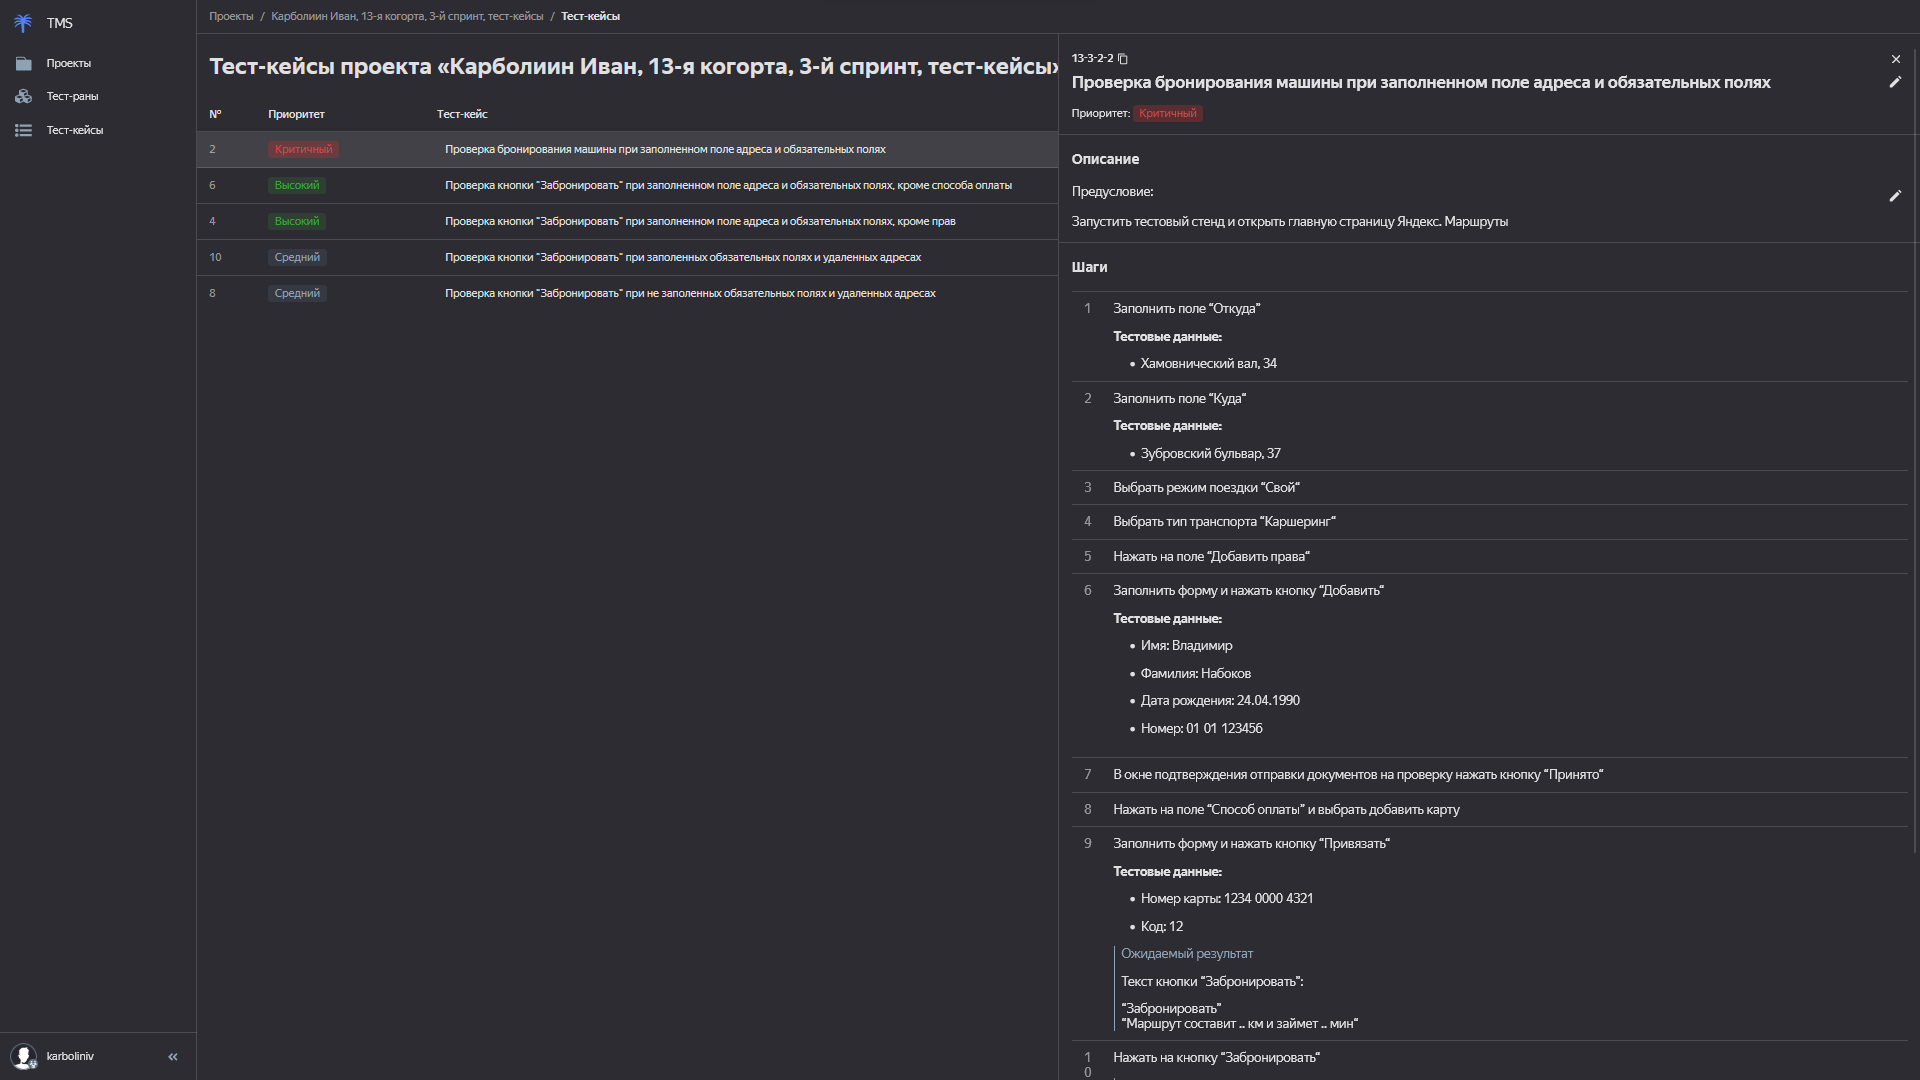 TMS
Проекты
Тест-раны
Тест-кейсы
karboliniv
Проекты / Карболиин Иван, 13-я когорта, 3-й спринт, тест-кейсы / Тест-кейсы
Тест-кейсы проекта «Карболиин Иван, 13-я когорта, 3-й спринт, тест-кейсы»
№ Приоритет Тест-кейс
2 Критичный Проверка бронирования машины при заполненном поле адреса и обязательных полях
6 Высокий Проверка кнопки "Забронировать" при заполненном поле адреса и обязательных полях, кроме способа оплаты
4 Высокий Проверка кнопки "Забронировать" при заполненном поле адреса и обязательных полях, кроме прав
10 Средний Проверка кнопки "Забронировать" при заполенных обязательных полях и удаленных адресах
8 Средний Проверка кнопки "Забронировать" при не заполенных обязательных полях и удаленных адресах
13-3-2-2
Проверка бронирования машины при заполненном поле адреса и обязательных полях
Приоритет: Критичный
Описание
Предусловие:
Запустить тестовый стенд и открыть главную страницу Яндекс. Маршруты
Шаги
1 Заполнить поле “Откуда”
Тестовые данные:
• Хамовнический вал, 34
2 Заполнить поле “Куда“
Тестовые данные:
• Зубровский бульвар, 37
3 Выбрать режим поездки “Свой“
4 Выбрать тип транспорта “Каршеринг“
5 Нажать на поле “Добавить права“
6 Заполнить форму и нажать кнопку “Добавить“
Тестовые данные:
• Имя: Владимир
• Фамилия: Набоков
• Дата рождения: 24.04.1990
• Номер: 01 01 123456
7 В окне подтверждения отправки документов на проверку нажать кнопку “Принято“
8 Нажать на поле “Способ оплаты” и выбрать добавить карту
9 Заполнить форму и нажать кнопку “Привязать“
Тестовые данные:
• Номер карты: 1234 0000 4321
• Код: 12
Ожидаемый результат
Текст кнопки “Забронировать”:
“Забронировать”
“Маршрут составит .. км и займет .. мин“
10 Нажать на кнопку “Забронировать“